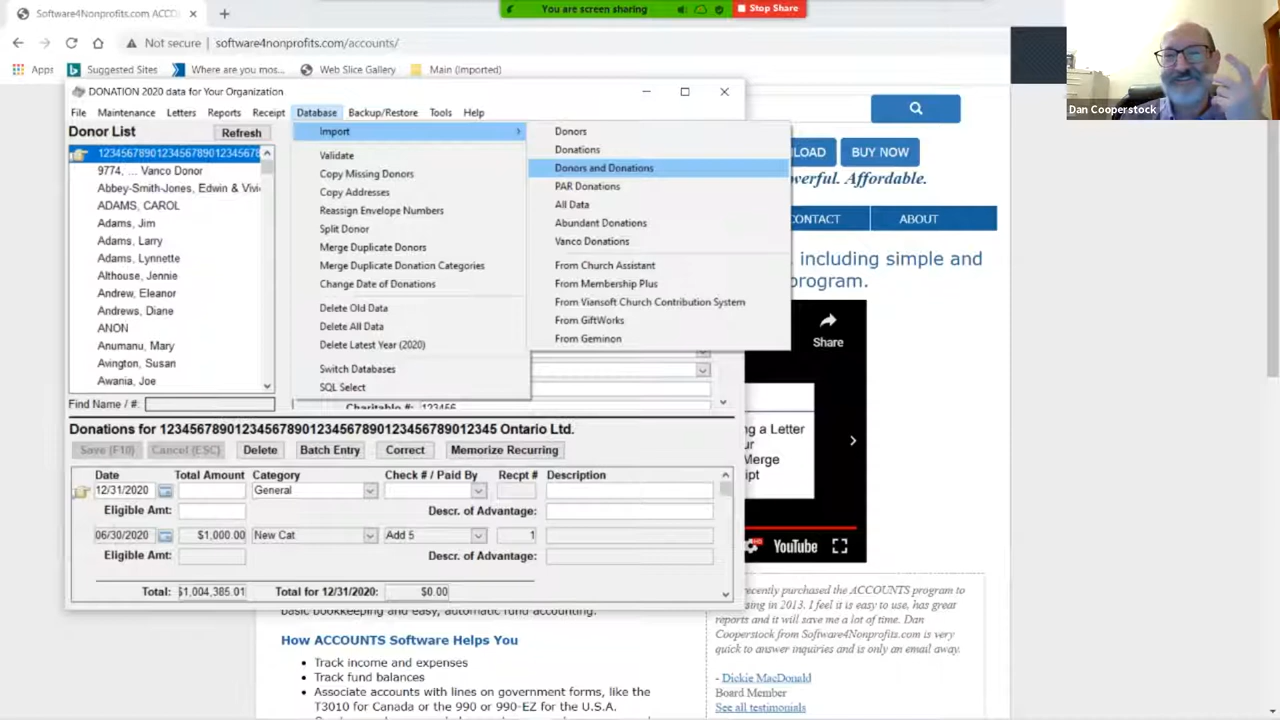 Software4Nonprofits.com ACCO
You are screen sharing
Stop Share
Not secure
software4nonprofits.com/accounts/
Apps
Suggested Sites
Where are you mos...
Web Slice Gallery
Main (Imported)
Dan Cooperstock
DONATION 2020 data for Your Organization
File
Maintenance
Letters
Reports
Receipt
Database
Backup/Restore
Tools
Help
Donor List
Refresh
1234567890123456789012345678
9774, ... Vanco Donor
Abbey-Smith-Jones, Edwin & Vivi
ADAMS, CAROL
Adams, Jim
Adams, Larry
Adams, Lynnette
Althouse, Jennie
Andrew, Eleanor
Andrews, Diane
ANON
Anumanu, Mary
Avington, Susan
Awania, Joe
Find Name / #:
Import
Validate
Copy Missing Donors
Copy Addresses
Reassign Envelope Numbers
Split Donor
Merge Duplicate Donors
Merge Duplicate Donation Categories
Change Date of Donations
Delete Old Data
Delete All Data
Delete Latest Year (2020)
Switch Databases
SQL Select
Donors
Donations
Donors and Donations
PAR Donations
All Data
Abundant Donations
Vanco Donations
From Church Assistant
From Membership Plus
From Viansoft Church Contribution System
From GiftWorks
From Geminon
Charitable #: 123456
LOAD
BUY NOW
werful. Affordable.
CONTACT
ABOUT
including simple and
program.
Share
ng a Letter
ur
Merge
ipt
YouTube
Donations for 123456789012345678901234567890123456789012345 Ontario Ltd.
Save (F10)
Cancel (ESC)
Delete
Batch Entry
Correct
Memorize Recurring
Date
Total Amount
Category
Check # / Paid By
Recpt #
Description
12/31/2020
General
Eligible Amt:
Descr. of Advantage:
06/30/2020
$1,000.00
New Cat
Add 5
1
Eligible Amt:
Descr. of Advantage:
Total:
$1,004,385.01
Total for 12/31/2020:
$0.00
basic bookkeeping and easy, automatic fund accounting.
How ACCOUNTS Software Helps You
• Track income and expenses
• Track fund balances
• Associate accounts with lines on government forms, like the
T3010 for Canada or the 990 or 990-EZ for the U.S.A.
recently purchased the ACCOUNTS program to
sing in 2013. I feel it is easy to use, has great
reports and it will save me a lot of time. Dan
Cooperstock from Software4Nonprofits.com is very
quick to answer inquiries and is only an email away.
- Dickie MacDonald
Board Member
See all testimonials